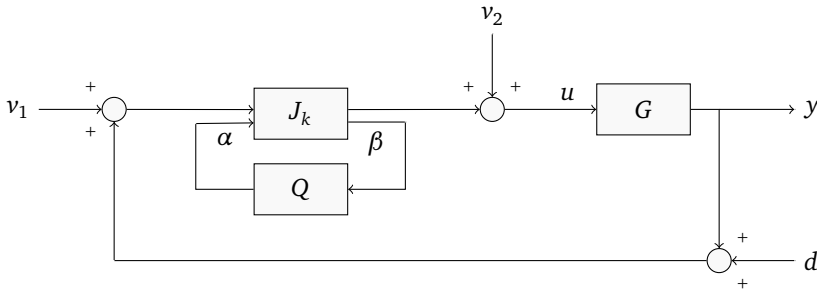 v₂
+
+
+
v₁
+
J_k
u
G
y
α
β
Q
+
d
+